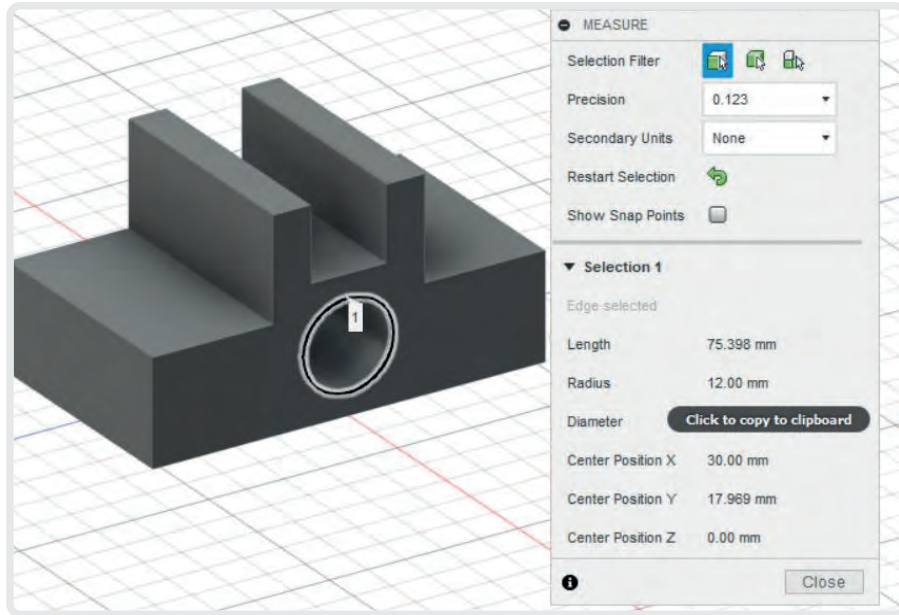 MEASURE
Selection Filter
Precision 0.123
Secondary Units None
Restart Selection
Show Snap Points
Selection 1
Edge selected
Length 75.398 mm
Radius 12.00 mm
Diameter Click to copy to clipboard
Center Position X 30.00 mm
Center Position Y 17.969 mm
Center Position Z 0.00 mm
Close
1